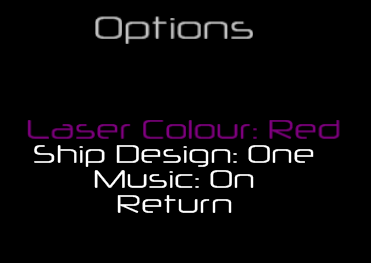 Options
Laser Colour: Red
Ship Design: One
Music: On
Return